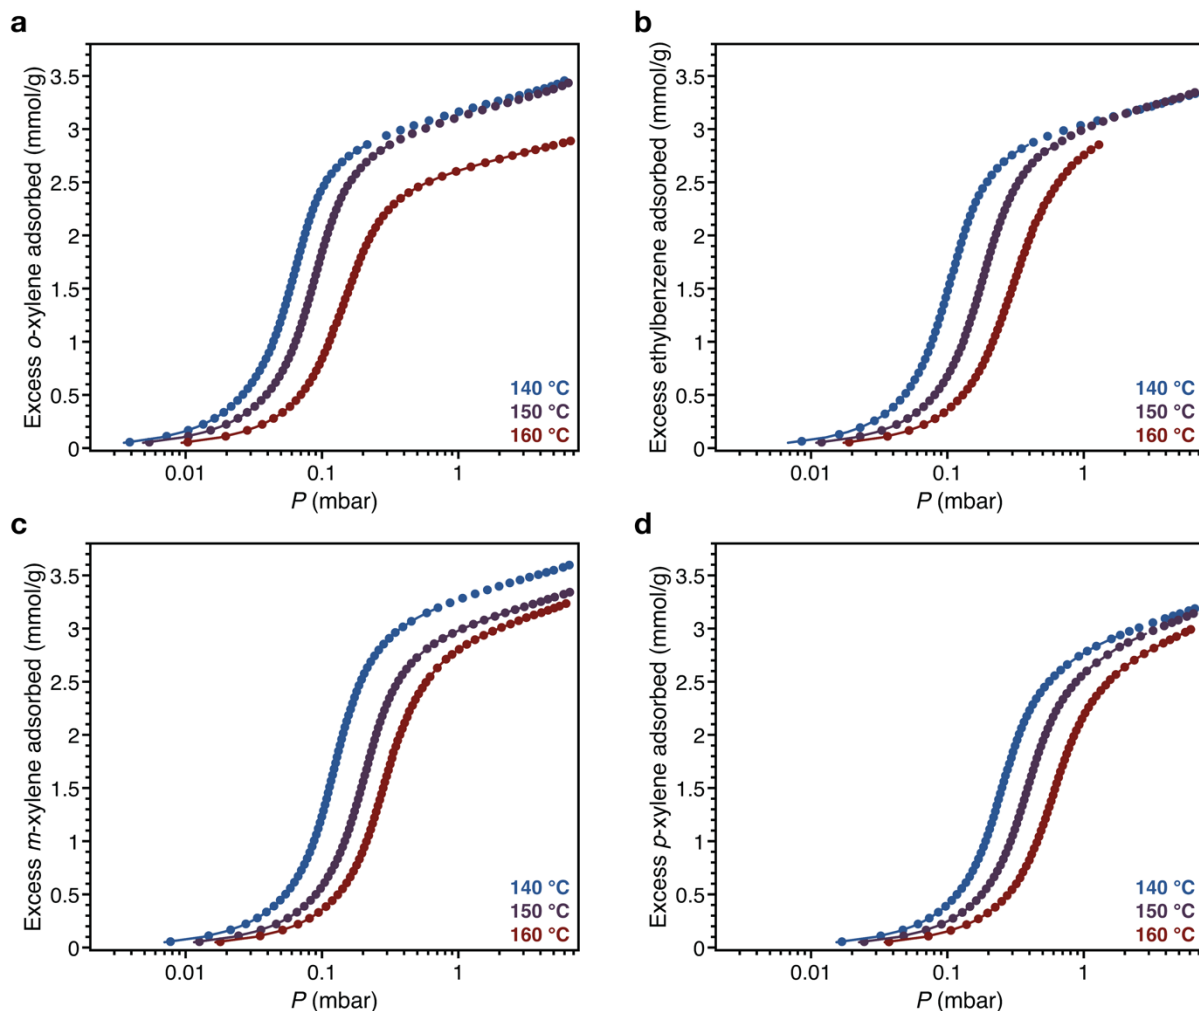 a
Excess o-xylene adsorbed (mmol/g)
3.5
3
2.5
2
1.5
1
0.5
0
140 °C
150 °C
160 °C
0.01 0.1 1
P (mbar)
b
Excess ethylbenzene adsorbed (mmol/g)
3.5
3
2.5
2
1.5
1
0.5
0
140 °C
150 °C
160 °C
0.01 0.1 1
P (mbar)
c
Excess m-xylene adsorbed (mmol/g)
3.5
3
2.5
2
1.5
1
0.5
0
140 °C
150 °C
160 °C
0.01 0.1 1
P (mbar)
d
Excess p-xylene adsorbed (mmol/g)
3.5
3
2.5
2
1.5
1
0.5
0
140 °C
150 °C
160 °C
0.01 0.1 1
P (mbar)